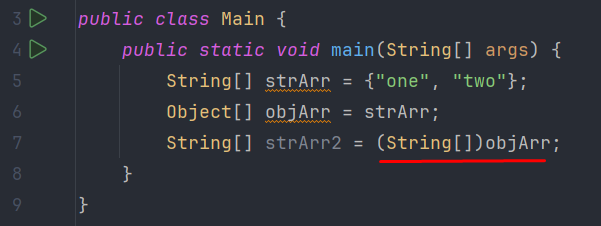 3 public class Main {
4 public static void main(String[] args) {
5 String[] strArr = {"one", "two"};
6 Object[] objArr = strArr;
7 String[] strArr2 = (String[])objArr;
8 }
9 }